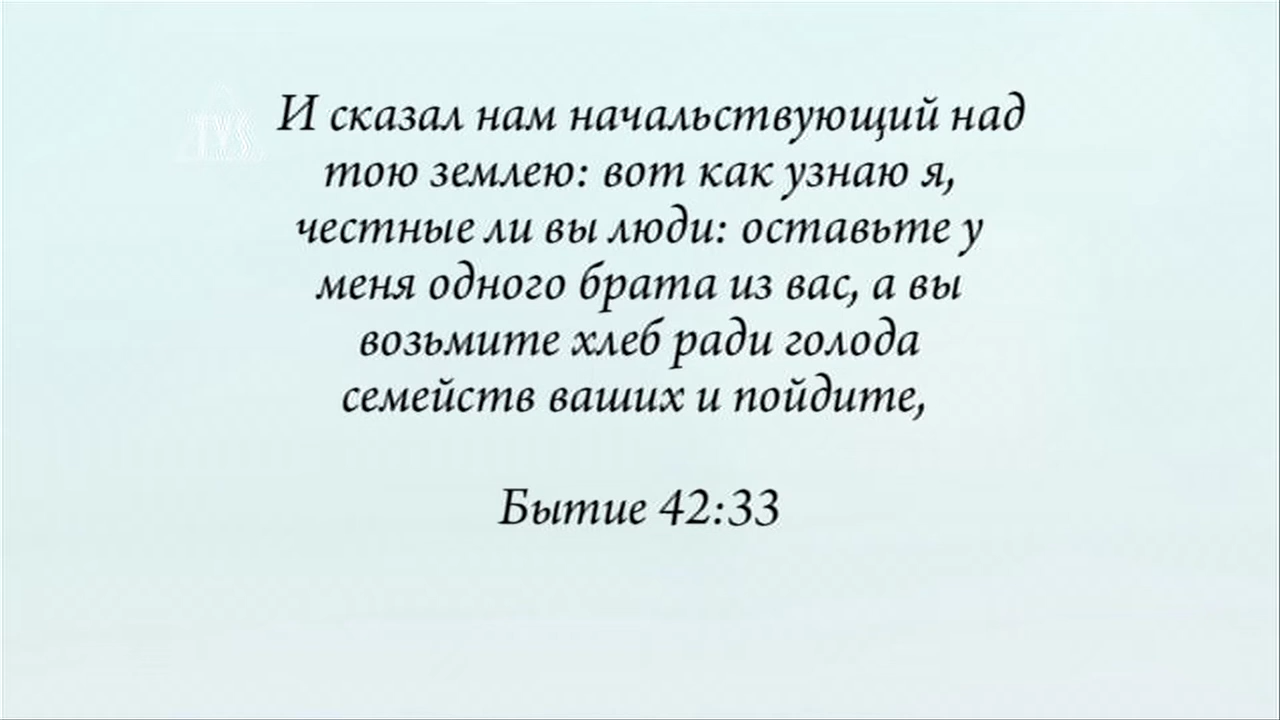 TVS
И сказал нам начальствующий над
тою землею: вот как узнаю я,
честные ли вы люди: оставьте у
меня одного брата из вас, а вы
возьмите хлеб ради голода
семейств ваших и пойдите,
Бытие 42:33